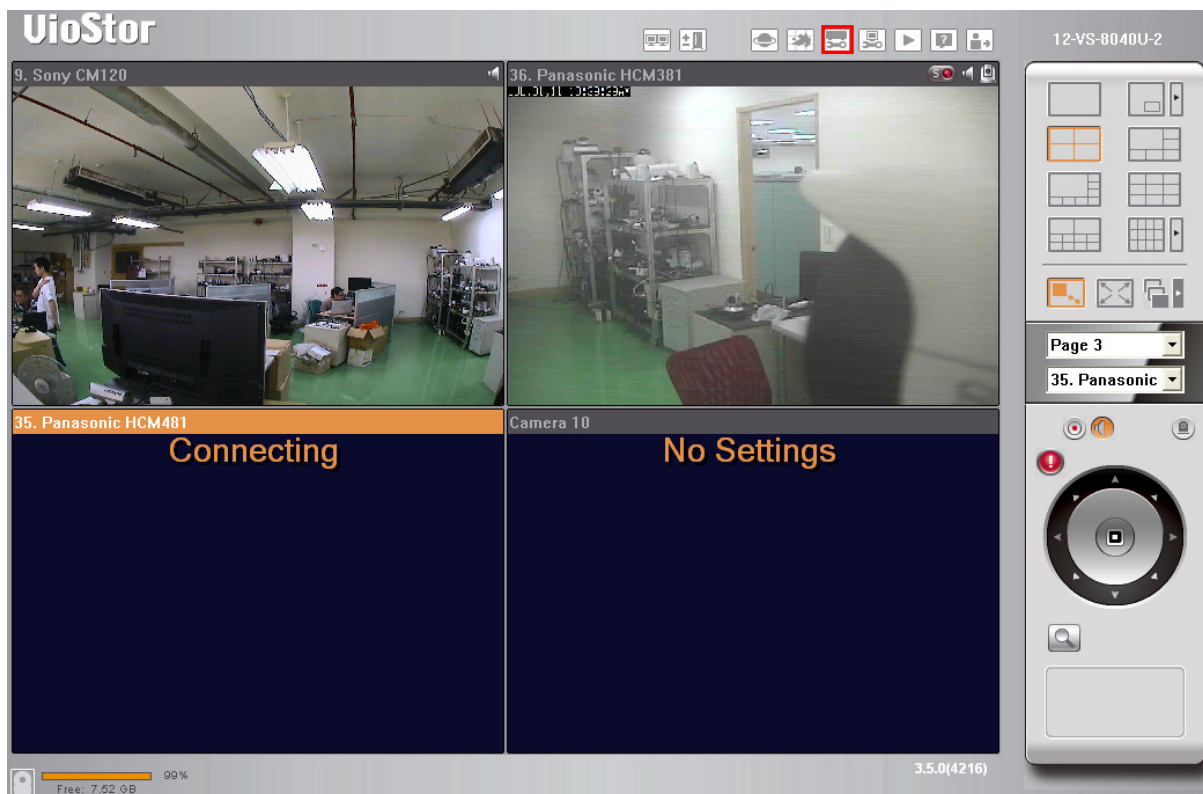 VioStor
12-VS-8040U-2
9. Sony CM120
36. Panasonic HCM381
S
35. Panasonic HCM481
Connecting
Camera 10
No Settings
Page 3
35. Panasonic
99%
Free: 7.52 GB
3.5.0(4216)